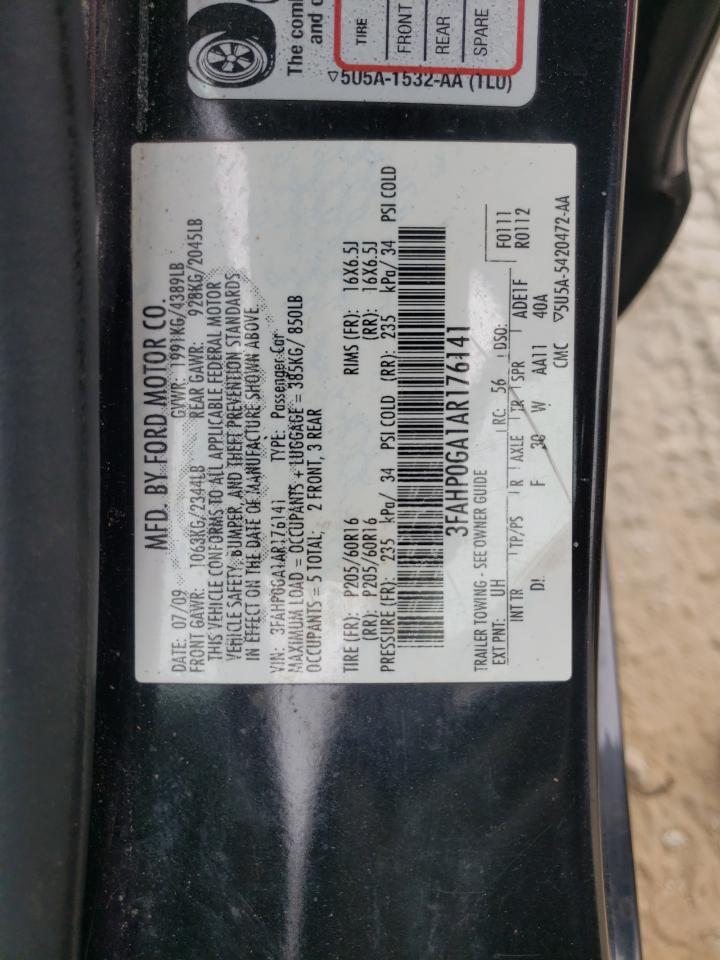 The comb
and c
TIRE
FRONT
REAR
SPARE
▽5U5A-1532-AA (TL0)
MFD. BY FORD MOTOR CO.
DATE: 07/09 GVWR: 1991KG/4389LB
FRONT GAWR: 1063KG/2344LB REAR GAWR: 928KG/2045LB
THIS VEHICLE CONFORMS TO ALL APPLICABLE FEDERAL MOTOR
VEHICLE SAFETY, BUMPER, AND THEFT PREVENTION STANDARDS
IN EFFECT ON THE DATE OF MANUFACTURE SHOWN ABOVE.
VIN: 3FAHP0GA1AR176141 TYPE: Passenger Car
MAXIMUM LOAD = OCCUPANTS + LUGGAGE = 385KG/ 850LB
OCCUPANTS = 5 TOTAL; 2 FRONT, 3 REAR
TIRE (FR): P205/60R16 RIMS (FR): 16X6.5J
(RR): P205/60R16 (RR): 16X6.5J
PRESSURE (FR): 235 kPa/ 34 PSI COLD (RR): 235 kPa/ 34 PSI COLD
3FAHP0GA1AR176141
TRAILER TOWING - SEE OWNER GUIDE
F0111
R0112
EXT PNT: UH RC: 56 DSO:
INT TR TP/PS R AXLE TR SPR ADE1F
D! F 30 W AA11 40A
CMC ▽5U5A-5420472-AA